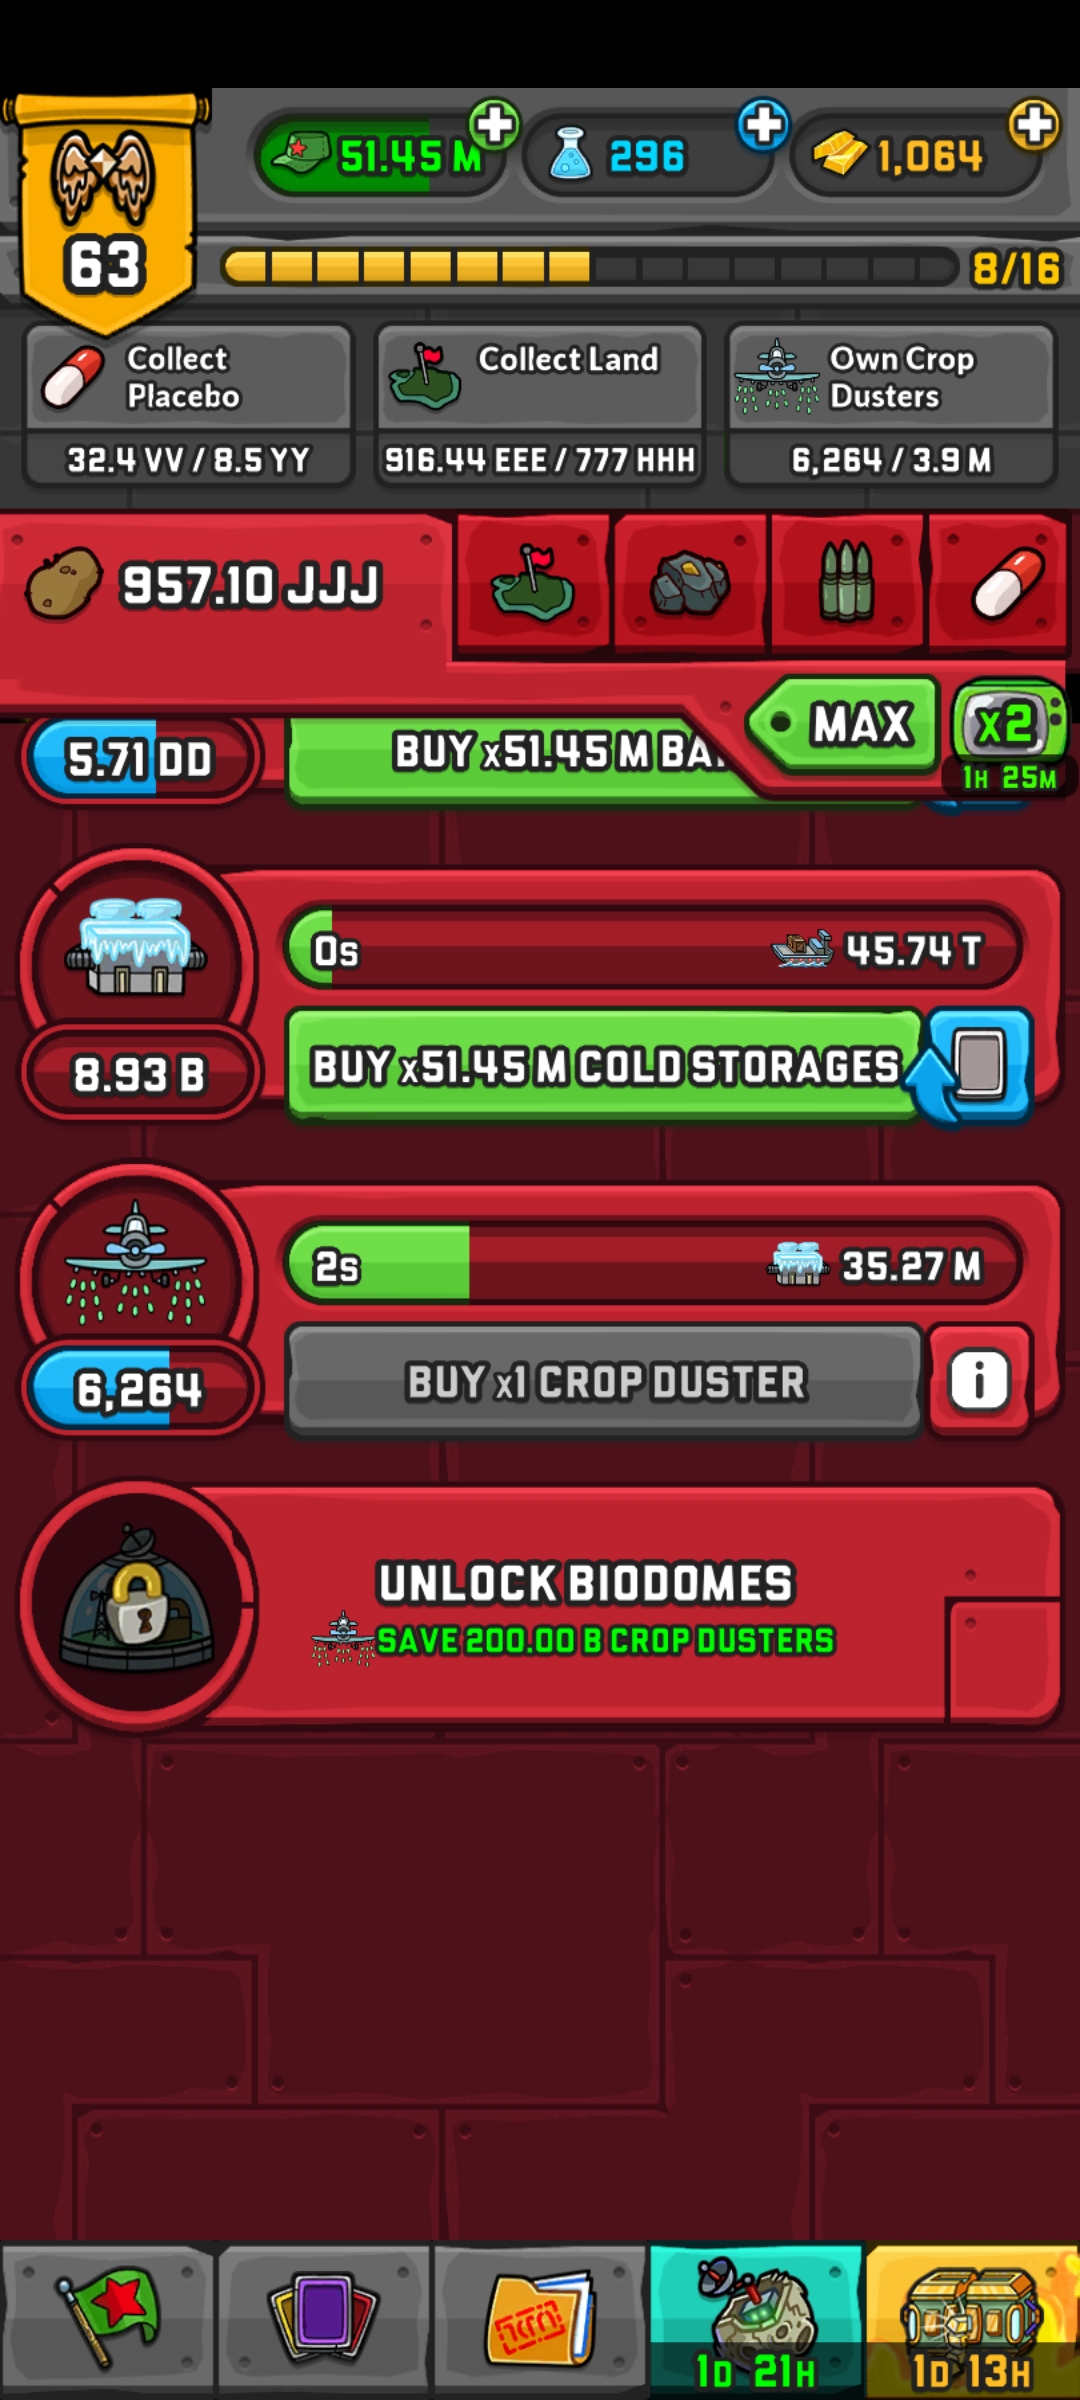 51.45 M
296
1,064
63
8/16
Collect
Placebo
32.4 VV / 8.5 YY
Collect Land
916.44 EEE / 777 HHH
Own Crop
Dusters
6,264 / 3.9 M
957.10 JJJ
MAX
x2
1H 25M
5.71 DD
BUY x51.45 M BA
0s
45.74 T
8.93 B
BUY x51.45 M COLD STORAGES
2s
35.27 M
6,264
BUY x1 CROP DUSTER
i
UNLOCK BIODOMES
SAVE 200.00 B CROP DUSTERS
1D 21H
1D 13H